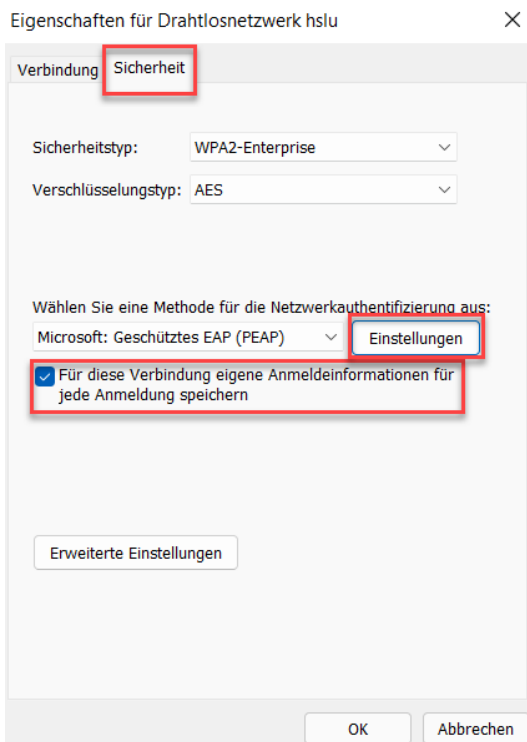 Eigenschaften für Drahtlosnetzwerk hslu
Verbindung Sicherheit
Sicherheitstyp: WPA2-Enterprise
Verschlüsselungstyp: AES
Wählen Sie eine Methode für die Netzwerkauthentifizierung aus:
Microsoft: Geschütztes EAP (PEAP) Einstellungen
Für diese Verbindung eigene Anmeldeinformationen für
jede Anmeldung speichern
Erweiterte Einstellungen
OK Abbrechen